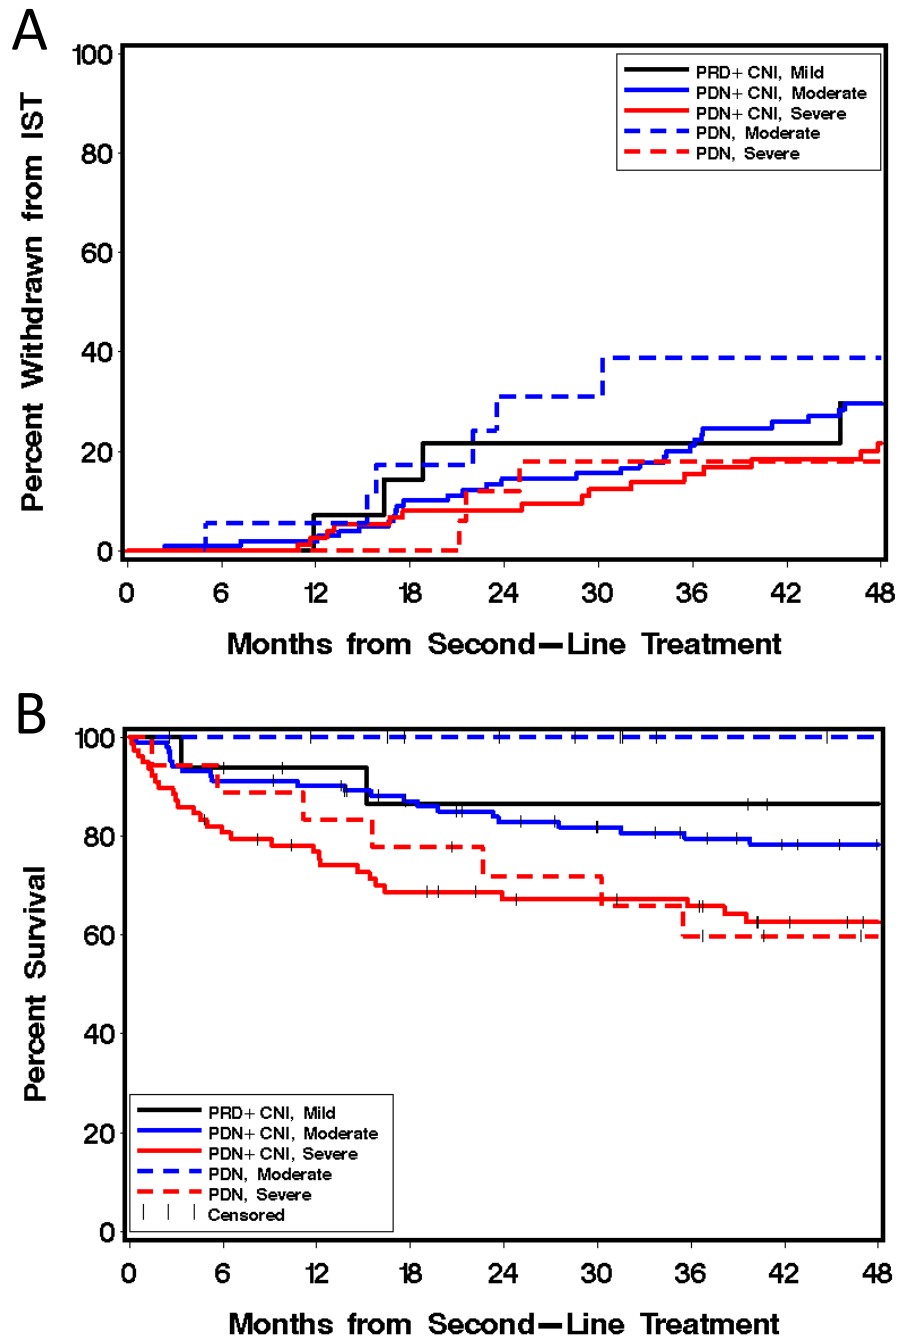 A
Percent Withdrawn from IST
100
80
60
40
20
0
PRD+ CNI, Mild
PDN+ CNI, Moderate
PDN+ CNI, Severe
PDN, Moderate
PDN, Severe
0 6 12 18 24 30 36 42 48
Months from Second—Line Treatment
B
Percent Survival
100
80
60
40
20
0
PRD+ CNI, Mild
PDN+ CNI, Moderate
PDN+ CNI, Severe
PDN, Moderate
PDN, Severe
Censored
0 6 12 18 24 30 36 42 48
Months from Second—Line Treatment